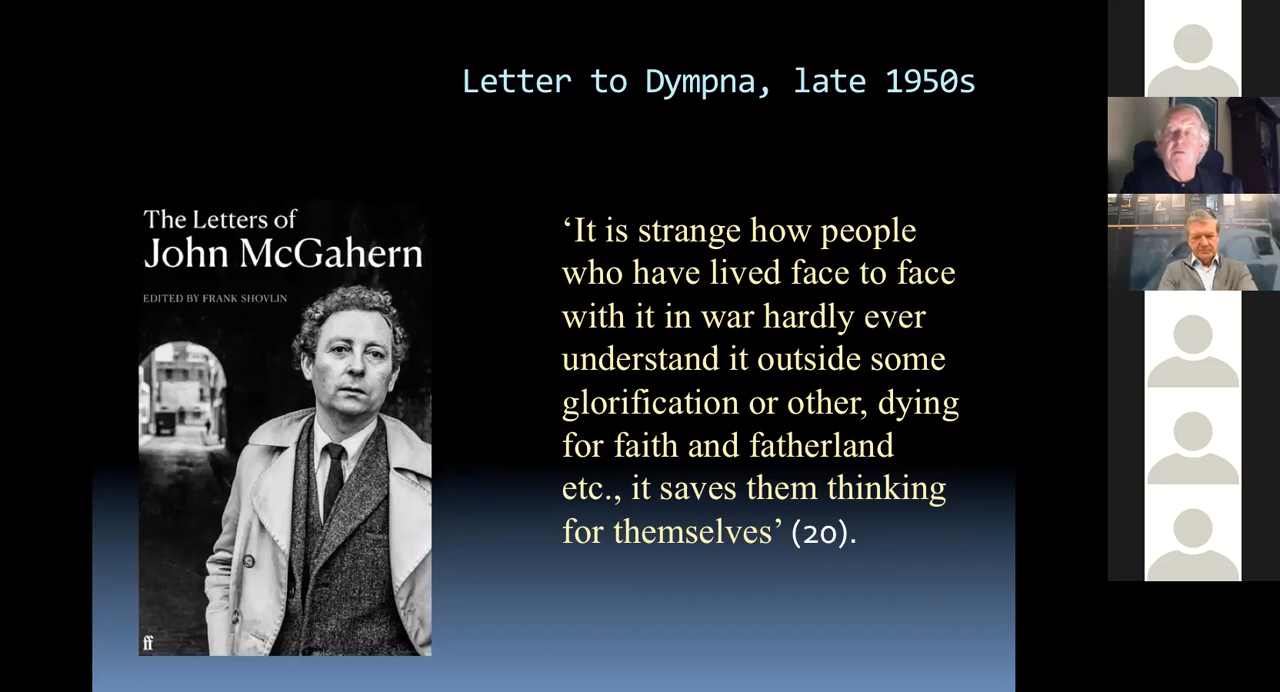 Letter to Dympna, late 1950s
The Letters of
John McGahern
EDITED BY FRANK SHOVLIN
ff
‘It is strange how people
who have lived face to face
with it in war hardly ever
understand it outside some
glorification or other, dying
for faith and fatherland
etc., it saves them thinking
for themselves’ (20).